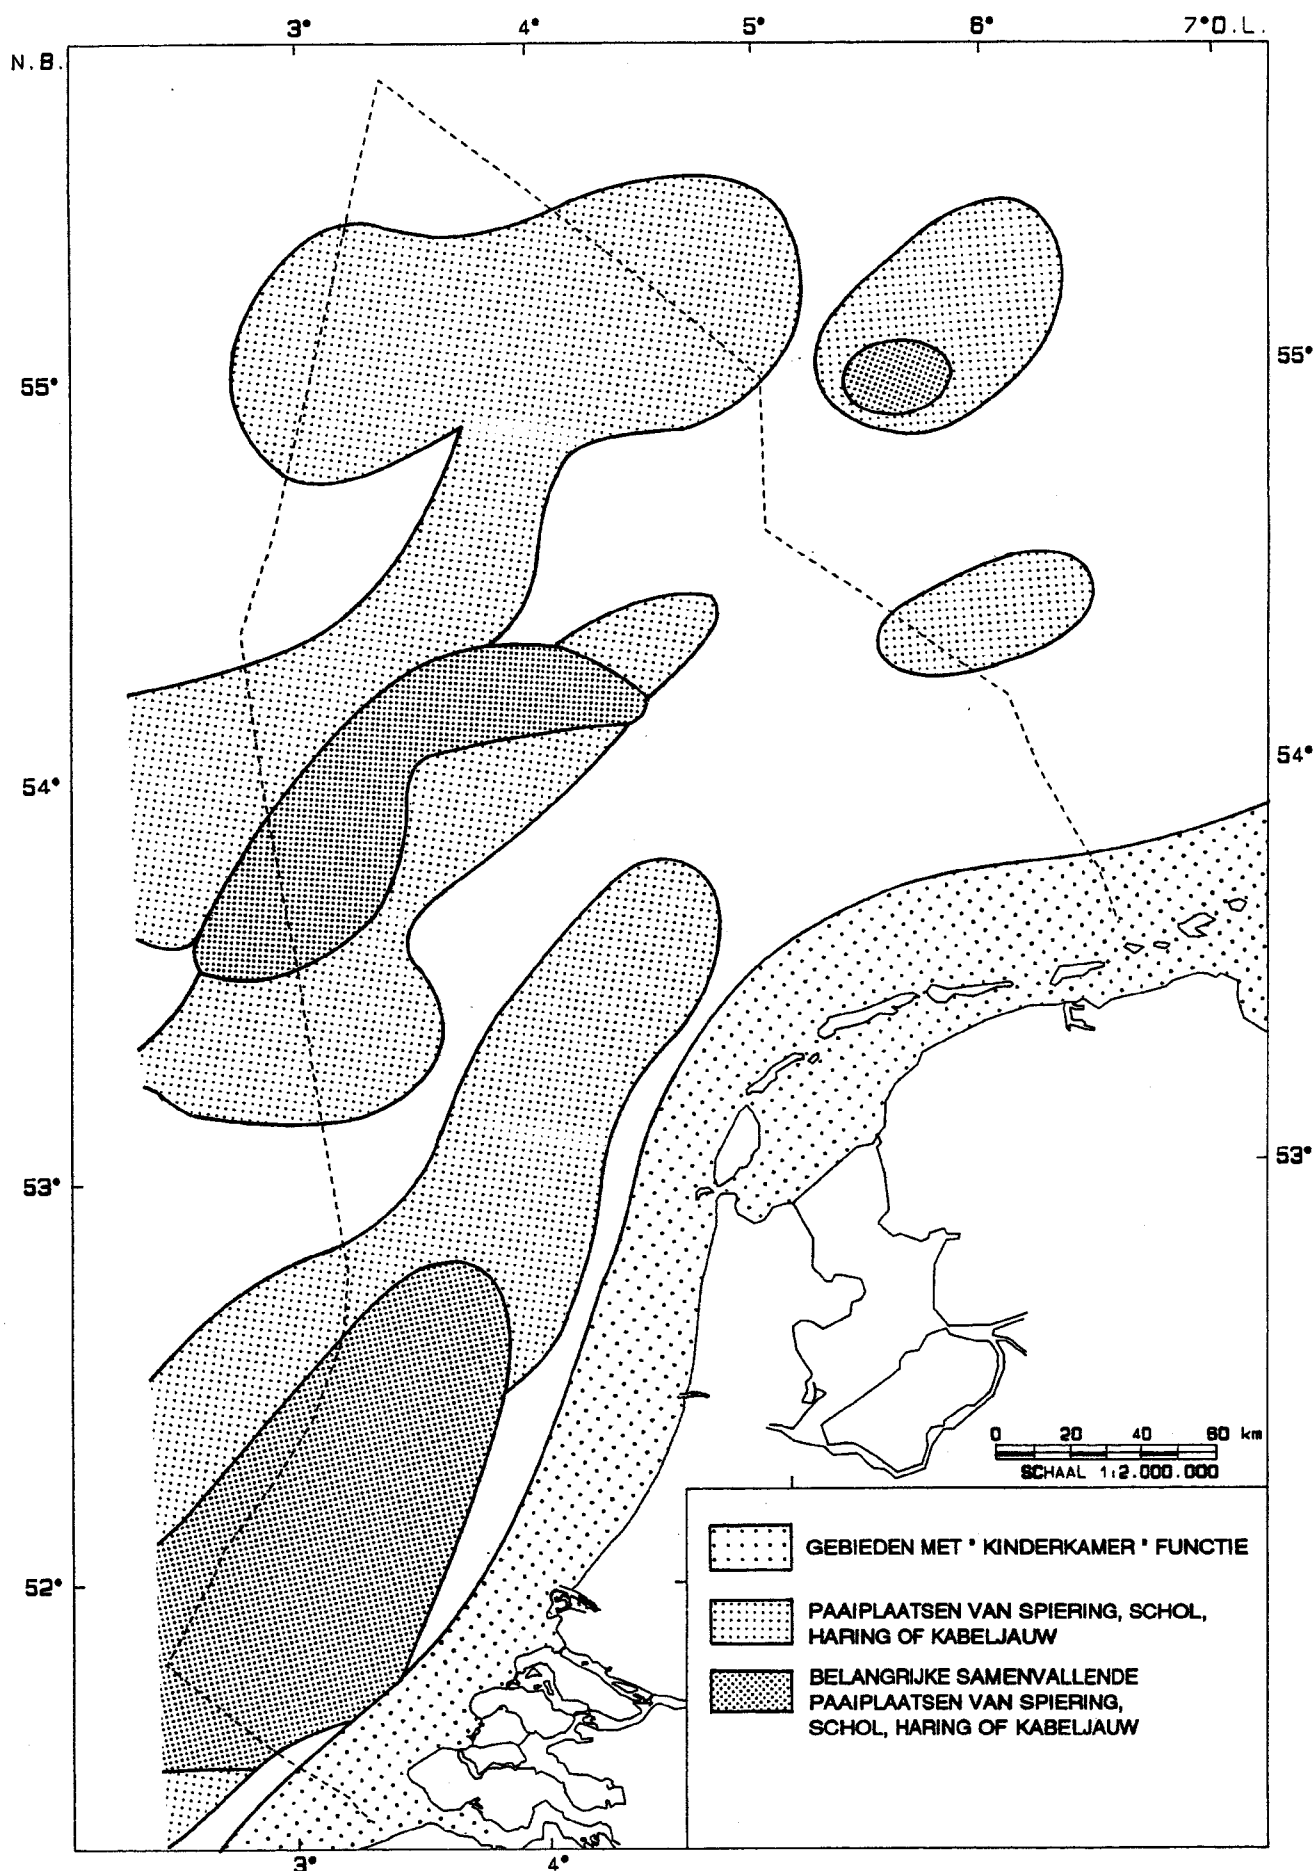 3° 4° 5° 6° 7°O.L.
N.B.
55° 55°
54° 54°
53° 53°
0 20 40 60 km
SCHAAL 1:2.000.000
GEBIEDEN MET " KINDERKAMER " FUNCTIE
52°
PAAIPLAATSEN VAN SPIERING, SCHOL,
HARING OF KABELJAUW
BELANGRIJKE SAMENVALLENDE
PAAIPLAATSEN VAN SPIERING,
SCHOL, HARING OF KABELJAUW
3° 4°